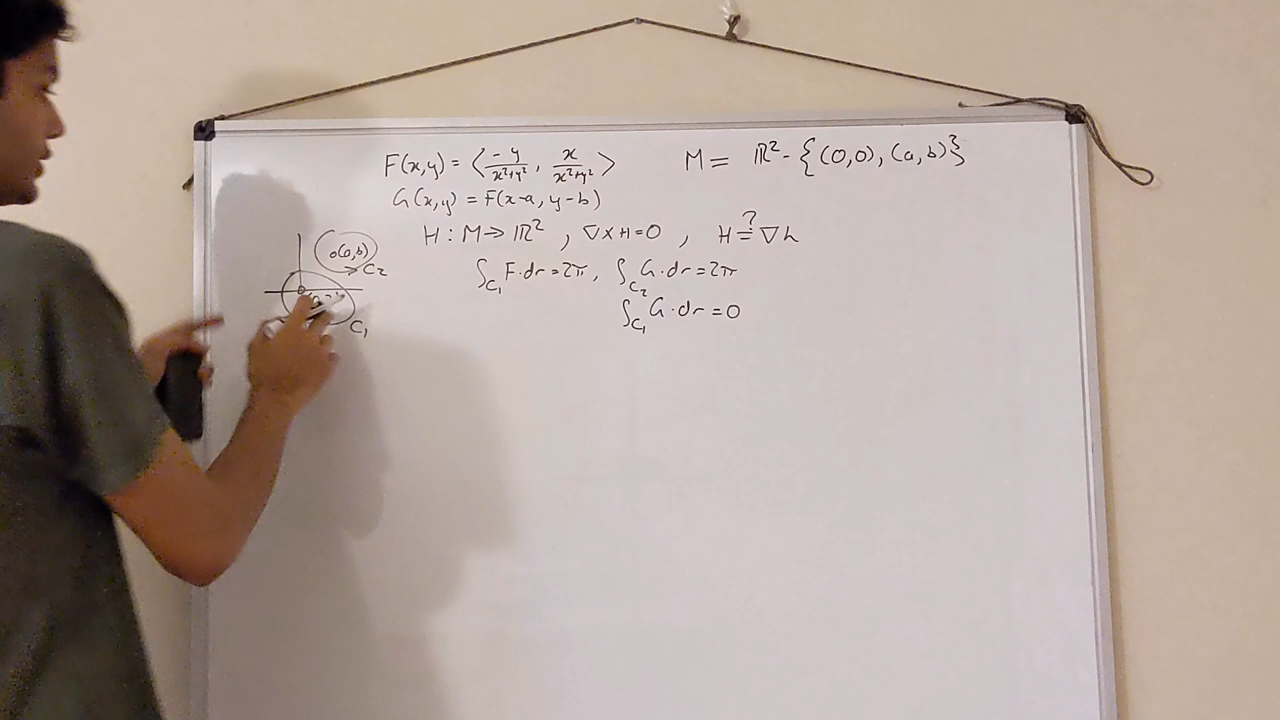 F(x,y) = ⟨-y/(x²+y²), x/(x²+y²)⟩ M = ℝ² - {(0,0), (a,b)}
G(x,y) = F(x-a, y-b)
H : M → ℝ² , ∇×H=0 , H ≟ ∇h
o(a,b)
C₂
∫_C₁ F·dr = 2π, ∫_C₂ G·dr = 2π
∫_C₁ G·dr = 0
C₁